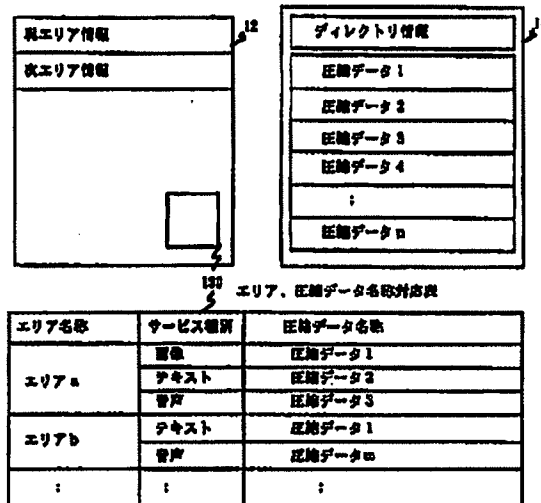 現エリア情報
12
次エリア情報
ディレクトリ情報
1
圧縮データ1
圧縮データ2
圧縮データ3
圧縮データ4
:
圧縮データn
130
エリア、圧縮データ名称対応表
エリア名称 サービス種別 圧縮データ名称
エリアa
画像 圧縮データ1
テキスト 圧縮データ2
音声 圧縮データ3
エリアb
テキスト 圧縮データ1
音声 圧縮データm
: : :